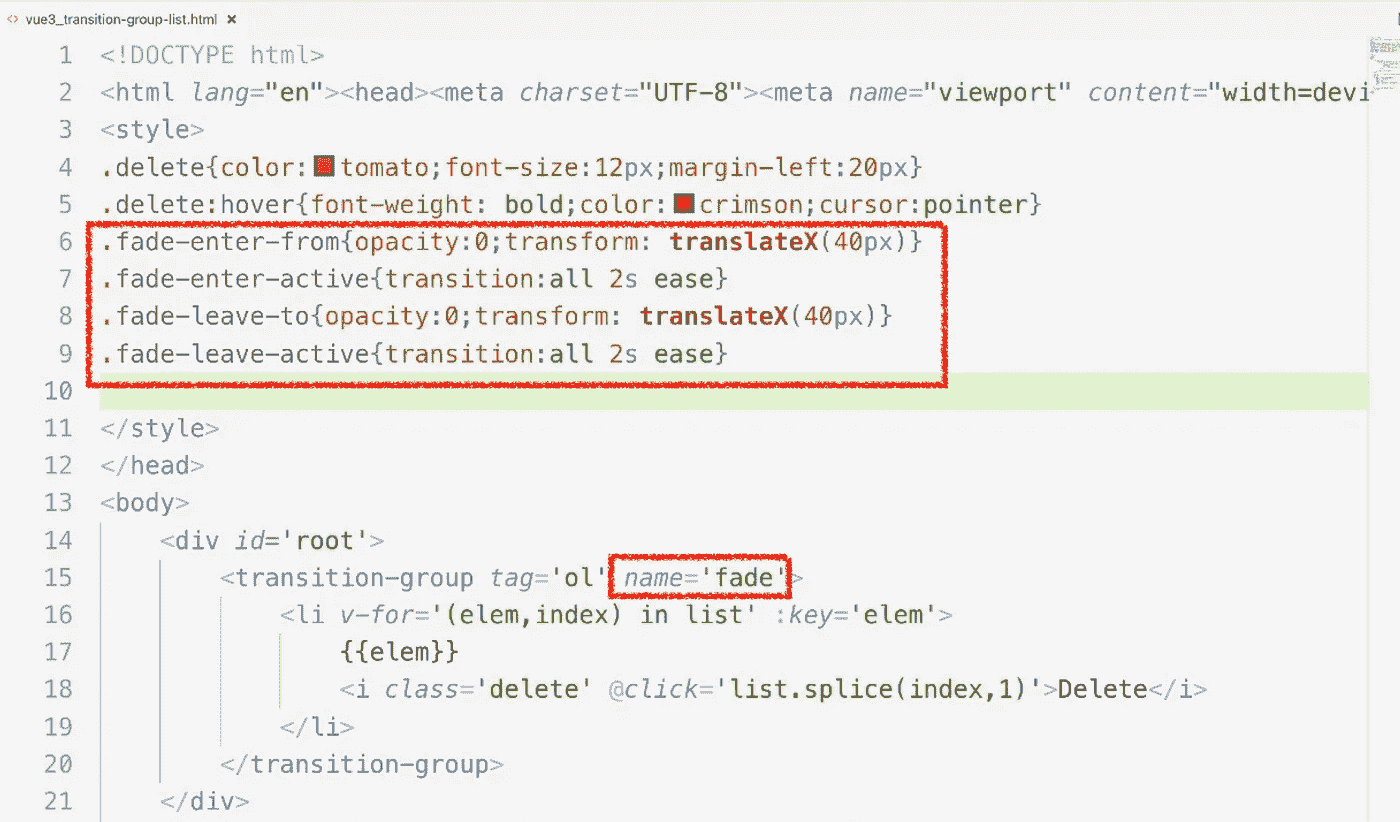 <> vue3_transition-group-list.html ×
1 <!DOCTYPE html>
2 <html lang="en"><head><meta charset="UTF-8"><meta name="viewport" content="width=devi
3 <style>
4 .delete{color:tomato;font-size:12px;margin-left:20px}
5 .delete:hover{font-weight: bold;color:crimson;cursor:pointer}
6 .fade-enter-from{opacity:0;transform: translateX(40px)}
7 .fade-enter-active{transition:all 2s ease}
8 .fade-leave-to{opacity:0;transform: translateX(40px)}
9 .fade-leave-active{transition:all 2s ease}
10
11 </style>
12 </head>
13 <body>
14 <div id='root'>
15 <transition-group tag='ol' name='fade'>
16 <li v-for='(elem,index) in list' :key='elem'>
17 {{elem}}
18 <i class='delete' @click='list.splice(index,1)'>Delete</i>
19 </li>
20 </transition-group>
21 </div>